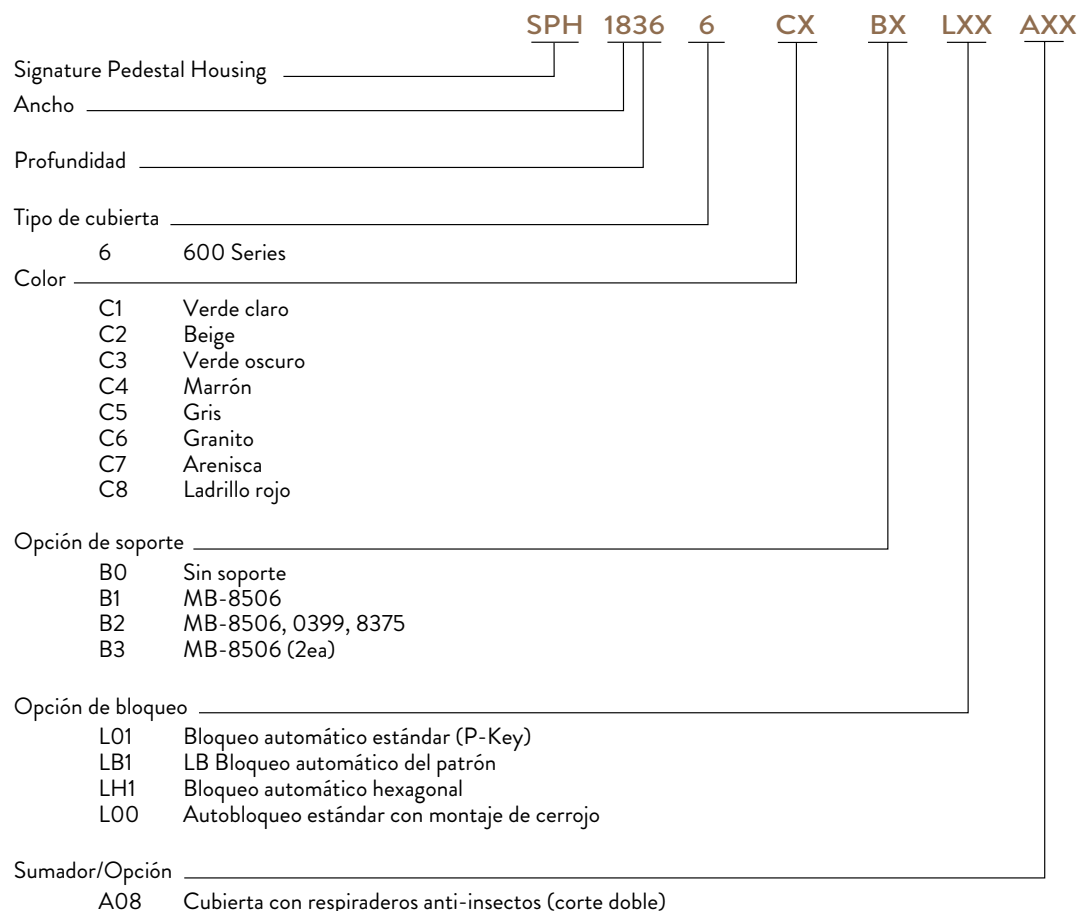 SPH 1836 6 CX BX LXX AXX
Signature Pedestal Housing
Ancho
Profundidad
Tipo de cubierta
6 600 Series
Color
C1 Verde claro
C2 Beige
C3 Verde oscuro
C4 Marrón
C5 Gris
C6 Granito
C7 Arenisca
C8 Ladrillo rojo
Opción de soporte
B0 Sin soporte
B1 MB-8506
B2 MB-8506, 0399, 8375
B3 MB-8506 (2ea)
Opción de bloqueo
L01 Bloqueo automático estándar (P-Key)
LB1 LB Bloqueo automático del patrón
LH1 Bloqueo automático hexagonal
L00 Autobloqueo estándar con montaje de cerrojo
Sumador/Opción
A08 Cubierta con respiraderos anti-insectos (corte doble)